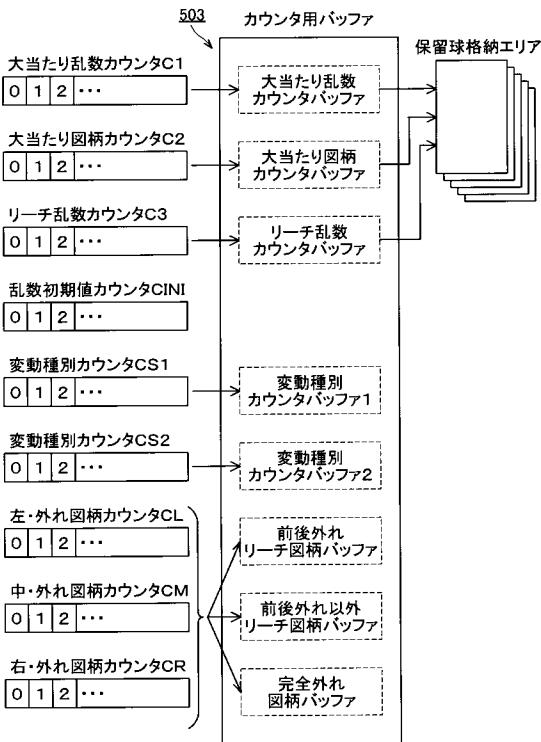 503
カウンタ用バッファ
保留球格納エリア
大当たり乱数カウンタC1
0 1 2 ···
大当たり乱数
カウンタバッファ
大当たり図柄カウンタC2
0 1 2 ···
大当たり図柄
カウンタバッファ
リーチ乱数カウンタC3
0 1 2 ···
リーチ乱数
カウンタバッファ
乱数初期値カウンタCINI
0 1 2 ···
変動種別カウンタCS1
0 1 2 ···
変動種別
カウンタバッファ1
変動種別カウンタCS2
0 1 2 ···
変動種別
カウンタバッファ2
左・外れ図柄カウンタCL
0 1 2 ···
前後外れ
リーチ図柄バッファ
中・外れ図柄カウンタCM
0 1 2 ···
前後外れ以外
リーチ図柄バッファ
右・外れ図柄カウンタCR
0 1 2 ···
完全外れ
図柄バッファ